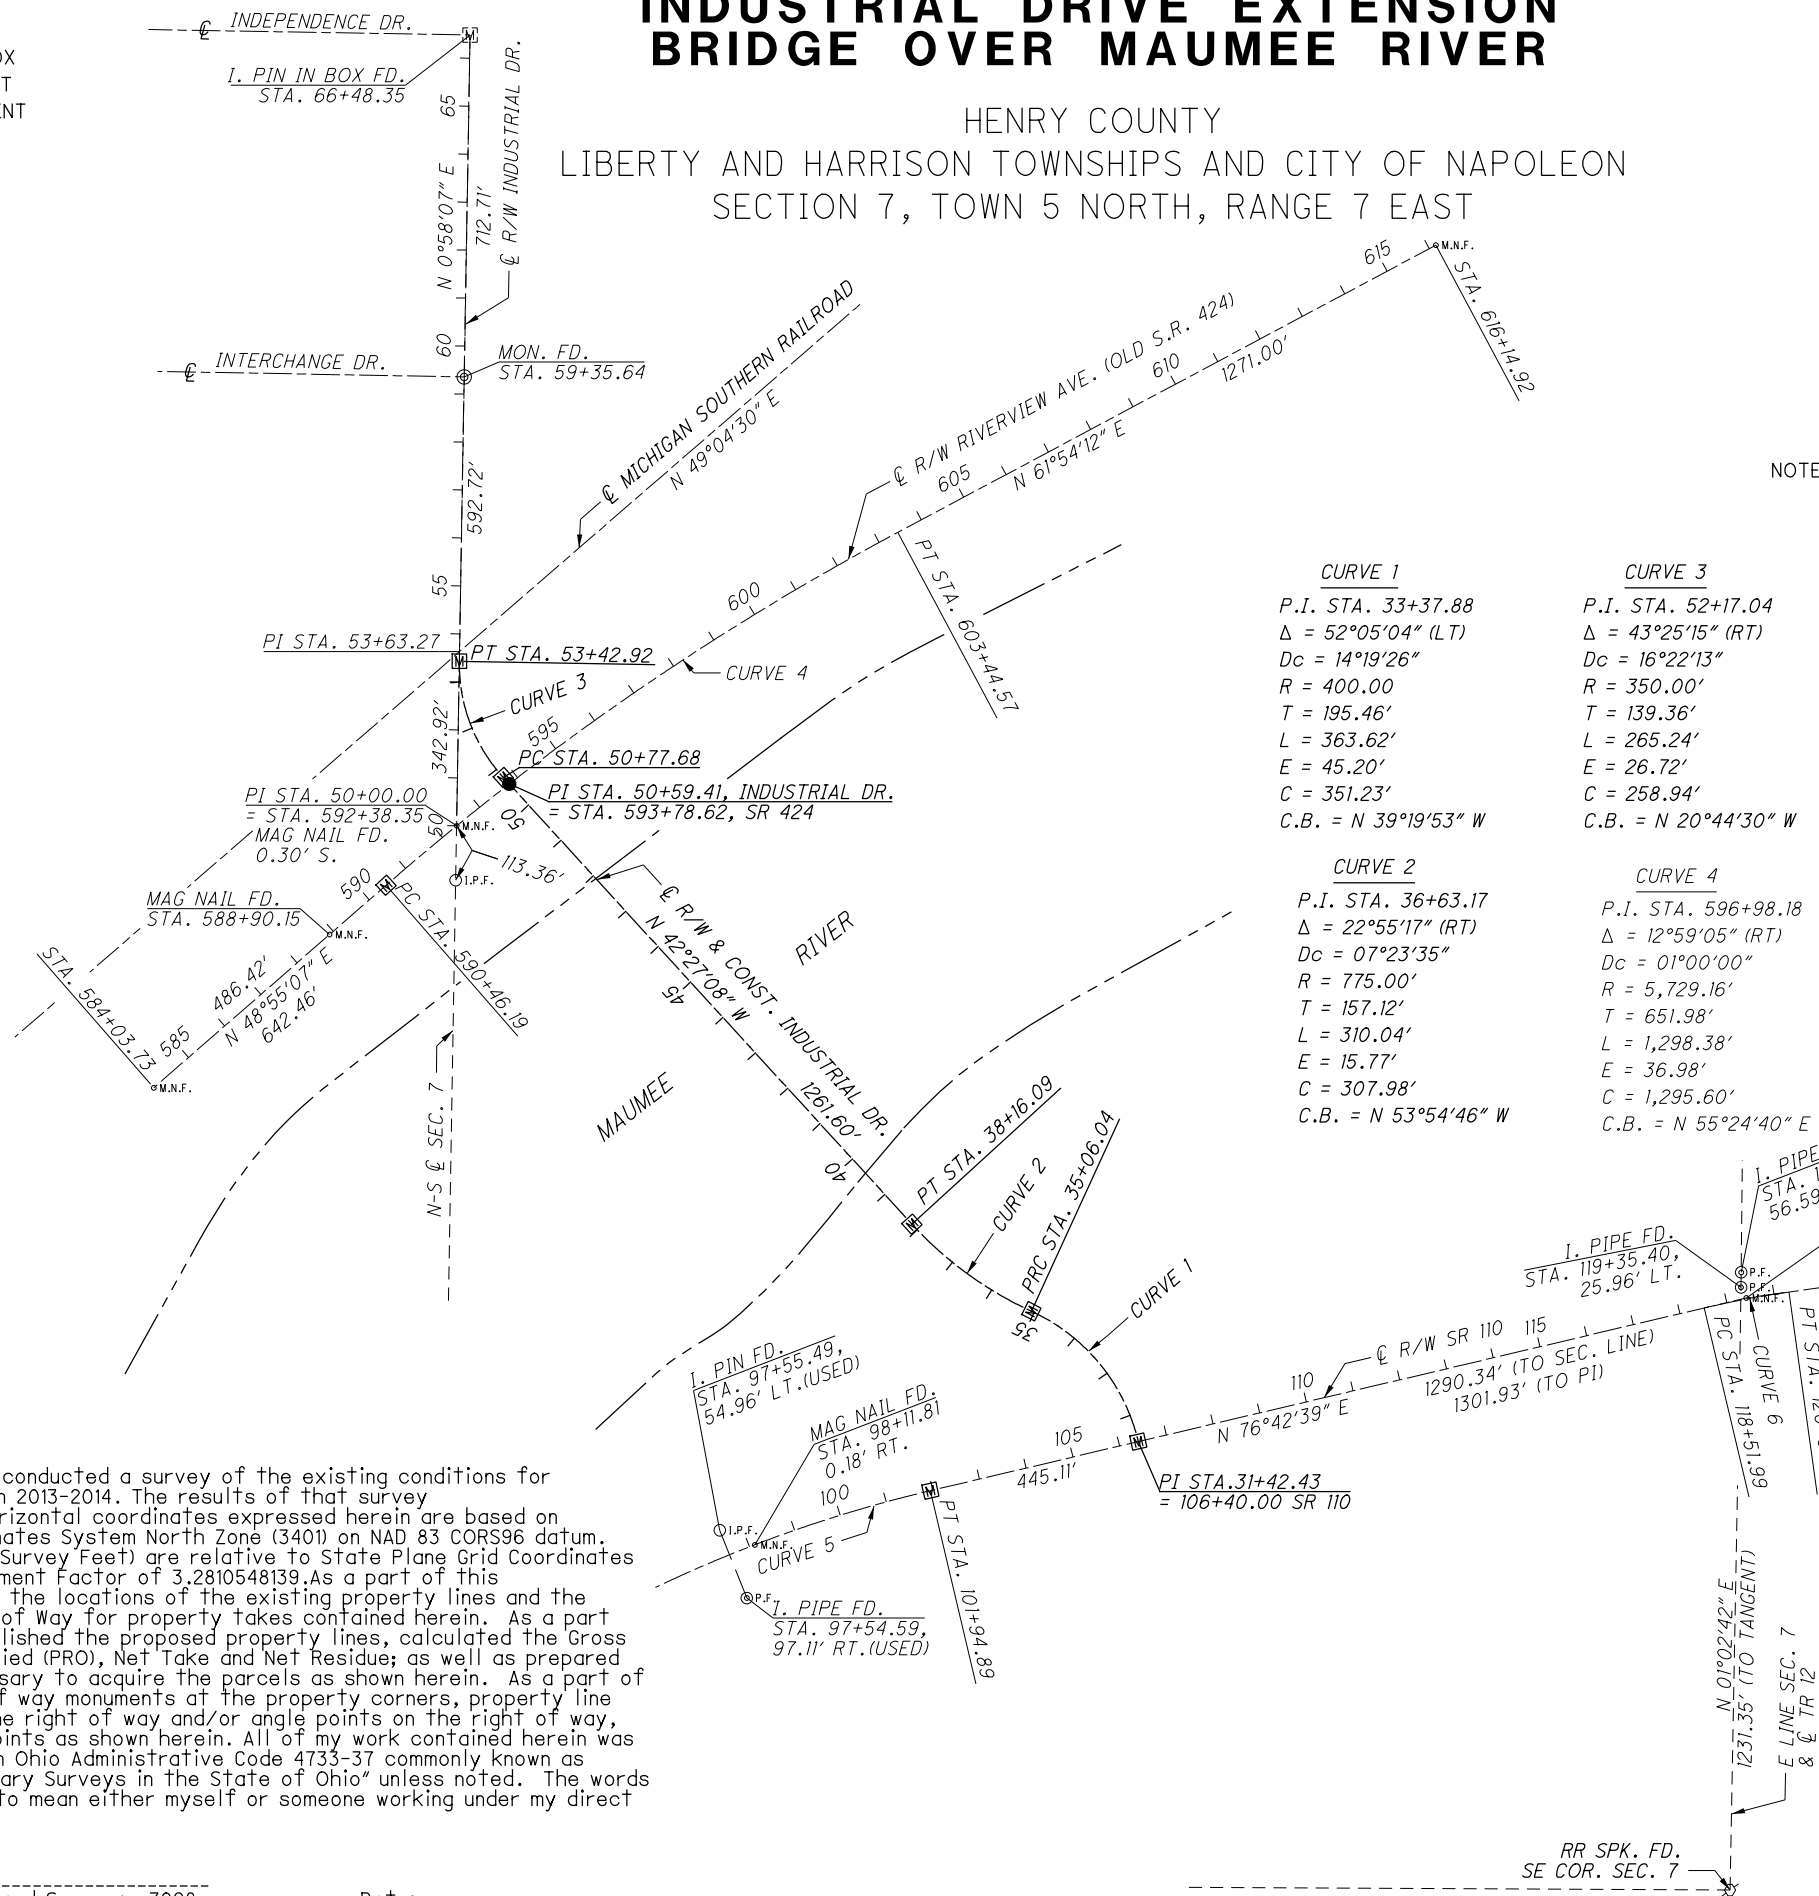 INDUSTRIAL DRIVE EXTENSION
BRIDGE OVER MAUMEE RIVER
HENRY COUNTY
LIBERTY AND HARRISON TOWNSHIPS AND CITY OF NAPOLEON
SECTION 7, TOWN 5 NORTH, RANGE 7 EAST
OX
T
ENT
℄ INDEPENDENCE DR.
M
I. PIN IN BOX FD.
STA. 66+48.35
65
N 0°58'07" E
712.71'
℄ R/W INDUSTRIAL DR.
60
℄ INTERCHANGE DR.
MON. FD.
STA. 59+35.64
592.72'
55
℄ MICHIGAN SOUTHERN RAILROAD
N 49°04'30" E
615
M.N.F.
STA. 616+14.92
℄ R/W RIVERVIEW AVE. (OLD S.R. 424)
610
1271.00'
605
N 61°54'12" E
600
PT STA. 603+44.57
CURVE 4
NOTE
PI STA. 53+63.27
M
PT STA. 53+42.92
CURVE 3
595
342.92'
PC STA. 50+77.68
PI STA. 50+59.41, INDUSTRIAL DR.
= STA. 593+78.62, SR 424
PI STA. 50+00.00
= STA. 592+38.35
MAG NAIL FD.
0.30' S.
50
M.N.F.
50
113.36'
I.P.F.
590
M
PC STA. 590+46.19
MAG NAIL FD.
STA. 588+90.15
M.N.F.
STA. 584+03.73
486.42'
N 48°55'07" E
642.46'
585
M.N.F.
N-S ℄ SEC. 7
℄ R/W & CONST. INDUSTRIAL DR.
N 42°27'08" W
1261.60'
45
40
MAUMEE
RIVER
PT STA. 38+16.09
M
CURVE 2
PRC STA. 35+06.04
M
35
CURVE 1
CURVE 1
P.I. STA. 33+37.88
Δ = 52°05'04" (LT)
Dc = 14°19'26"
R = 400.00
T = 195.46'
L = 363.62'
E = 45.20'
C = 351.23'
C.B. = N 39°19'53" W
CURVE 3
P.I. STA. 52+17.04
Δ = 43°25'15" (RT)
Dc = 16°22'13"
R = 350.00'
T = 139.36'
L = 265.24'
E = 26.72'
C = 258.94'
C.B. = N 20°44'30" W
CURVE 2
P.I. STA. 36+63.17
Δ = 22°55'17" (RT)
Dc = 07°23'35"
R = 775.00'
T = 157.12'
L = 310.04'
E = 15.77'
C = 307.98'
C.B. = N 53°54'46" W
CURVE 4
P.I. STA. 596+98.18
Δ = 12°59'05" (RT)
Dc = 01°00'00"
R = 5,729.16'
T = 651.98'
L = 1,298.38'
E = 36.98'
C = 1,295.60'
C.B. = N 55°24'40" E
I. PIPE
STA. 1
56.59
I. PIPE FD.
STA. 119+35.40,
25.96' LT.
P.F.
P.F.
M.N.F.
CURVE 6
PC STA. 118+51.99
PT STA. 120
℄ R/W SR 110
115
110
1290.34' (TO SEC. LINE)
1301.93' (TO PI)
N 76°42'39" E
M
PI STA.31+42.43
= 106+40.00 SR 110
105
445.11'
M
PT STA. 101+94.89
100
CURVE 5
I. PIN FD.
STA. 97+55.49,
54.96' LT.(USED)
MAG NAIL FD.
STA. 98+11.81
0.18' RT.
I.P.F.
M.N.F.
P.F.
I. PIPE FD.
STA. 97+54.59,
97.11' RT.(USED)
N 01°02'42" E
1231.35' (TO TANGENT)
E LINE SEC. 7
& ℄ TR 12
RR SPK. FD.
SE COR. SEC. 7
conducted a survey of the existing conditions for
n 2013-2014. The results of that survey
rizontal coordinates expressed herein are based on
nates System North Zone (3401) on NAD 83 CORS96 datum.
Survey Feet) are relative to State Plane Grid Coordinates
ment Factor of 3.2810548139.As a part of this
the locations of the existing property lines and the
of Way for property takes contained herein. As a part
lished the proposed property lines, calculated the Gross
ied (PRO), Net Take and Net Residue; as well as prepared
sary to acquire the parcels as shown herein. As a part of
f way monuments at the property corners, property line
e right of way and/or angle points on the right of way,
oints as shown herein. All of my work contained herein was
n Ohio Administrative Code 4733-37 commonly known as
ary Surveys in the State of Ohio" unless noted. The words
to mean either myself or someone working under my direct